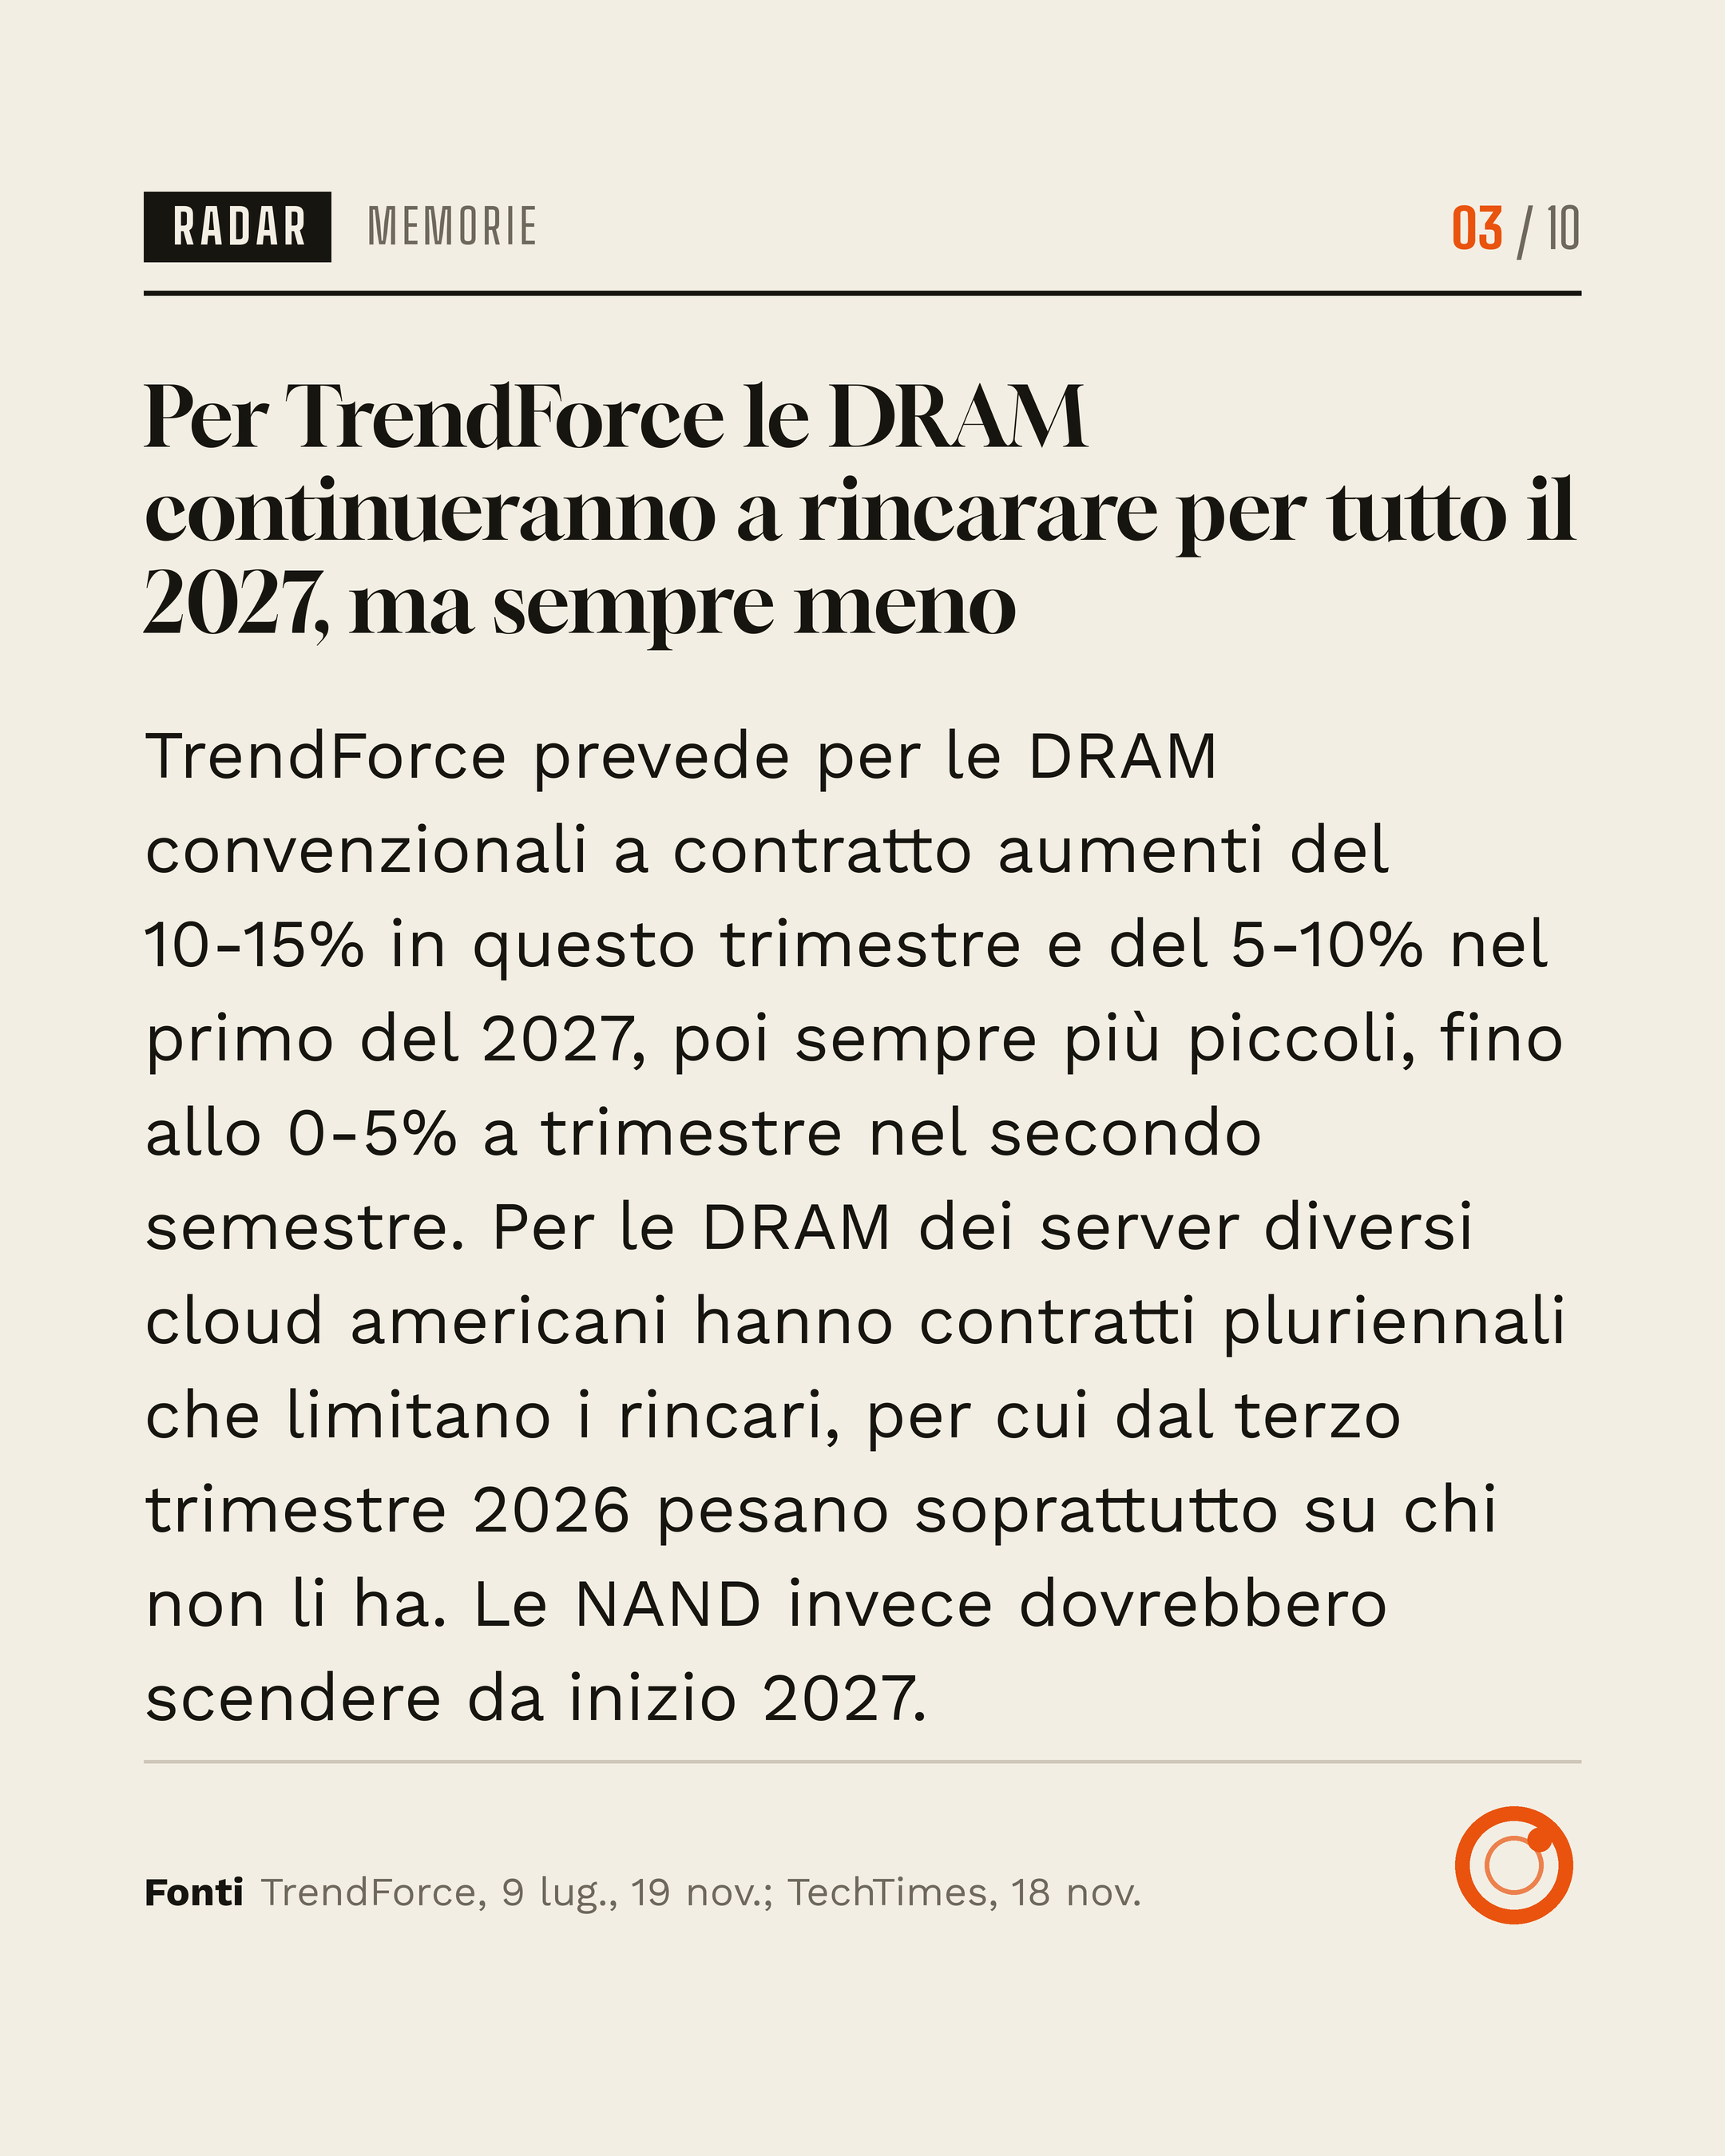 RADAR MEMORIE 03 / 10
Per TrendForce le DRAM
continueranno a rincarare per tutto il
2027, ma sempre meno
TrendForce prevede per le DRAM
convenzionali a contratto aumenti del
10-15% in questo trimestre e del 5-10% nel
primo del 2027, poi sempre più piccoli, fino
allo 0-5% a trimestre nel secondo
semestre. Per le DRAM dei server diversi
cloud americani hanno contratti pluriennali
che limitano i rincari, per cui dal terzo
trimestre 2026 pesano soprattutto su chi
non li ha. Le NAND invece dovrebbero
scendere da inizio 2027.
Fonti TrendForce, 9 lug., 19 nov.; TechTimes, 18 nov.